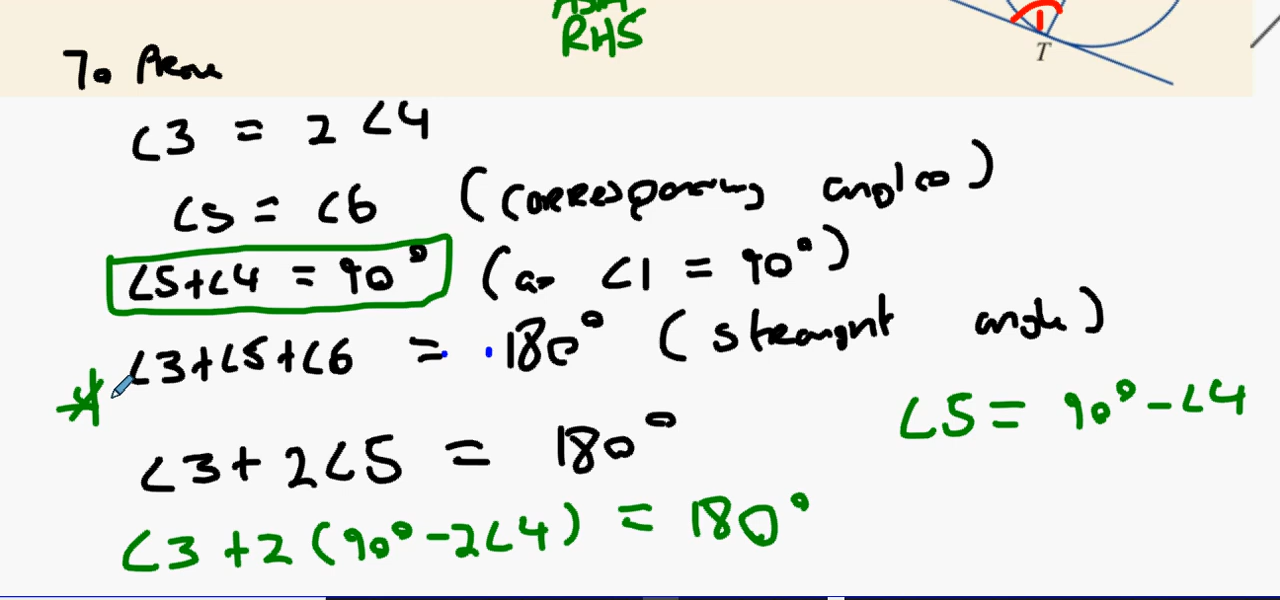 RHS
1
T
To Prove
∠3 = 2 ∠4
∠5 = ∠6 (Corresponding angles)
∠5+∠4 = 90° (as ∠1 = 90°)
∠3+∠5+∠6 = 180° (straight angle)
∠5 = 90°-∠4
∠3+ 2∠5 = 180°
∠3 +2 (90°-2∠4) = 180°